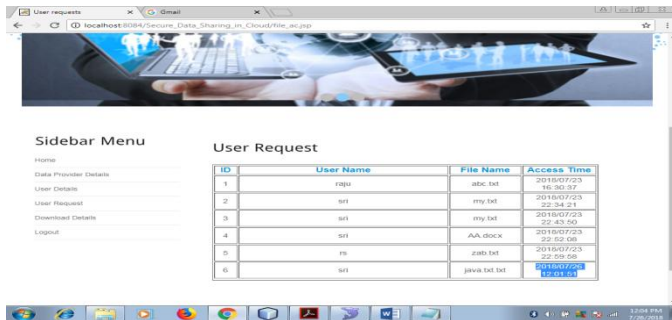 User requests
Gmail
localhost:8084/Secure_Data_Sharing_in_Cloud/file_ac.jsp
Sidebar Menu
Home
Data Provider Details
User Details
User Request
Download Details
Logout
User Request
ID User Name File Name Access Time
1 raju abc.txt 2018/07/23 16:30:37
2 sri my.txt 2018/07/23 22:34:21
3 sri my.txt 2018/07/23 22:43:50
4 sri AA.docx 2018/07/23 22:52:08
5 rs zab.txt 2018/07/23 22:59:58
6 sri java.txt.txt 2018/07/26 12:01:51
12:04 PM
7/26/2018